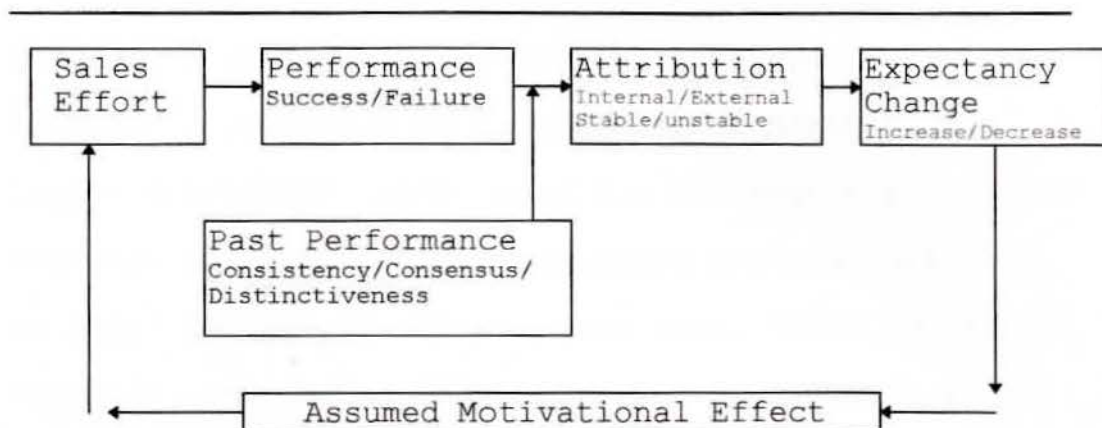 Sales
Effort
Performance
Success/Failure
Attribution
Internal/External
Stable/unstable
Expectancy
Change
Increase/Decrease
Past Performance
Consistency/Consensus/
Distinctiveness
Assumed Motivational Effect